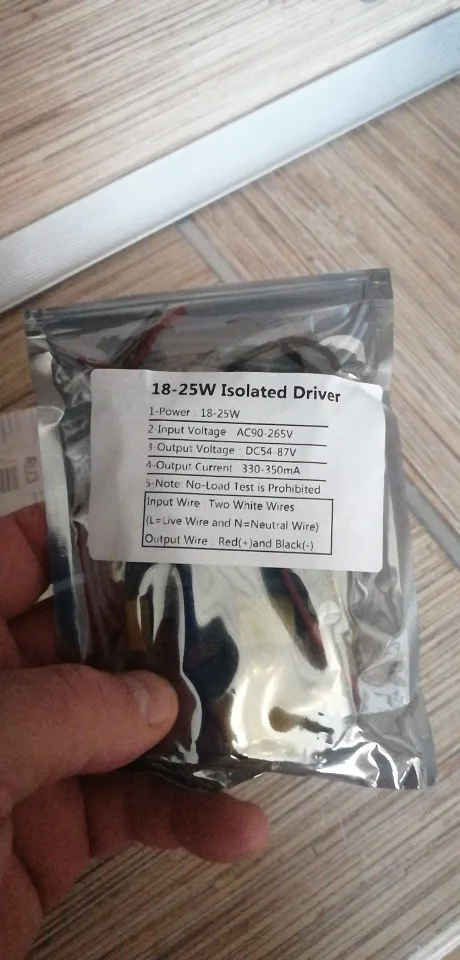 18-25W Isolated Driver
1-Power : 18-25W
2-Input Voltage : AC90-265V
3-Output Voltage : DC54-87V
4-Output Current : 330-350mA
5-Note: No-Load Test is Prohibited
Input Wire : Two White Wires
(L=Live Wire and N=Neutral Wire)
Output Wire : Red(+)and Black(-)